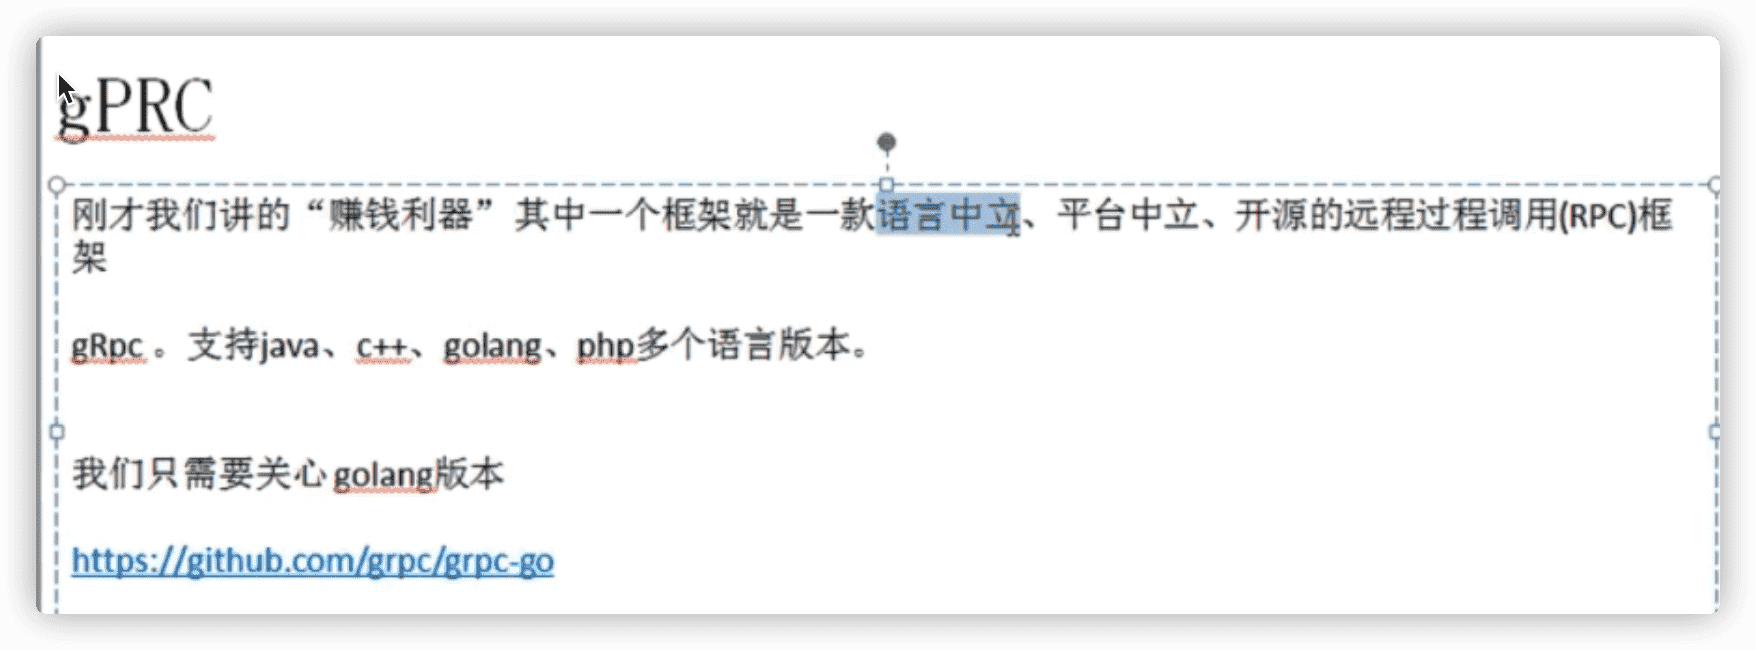 gPRC
刚才我们讲的“赚钱利器”其中一个框架就是一款语言中立、平台中立、开源的远程过程调用(RPC)框
架
gRpc 。支持java、c++、golang、php多个语言版本。
我们只需要关心golang版本
https://github.com/grpc/grpc-go